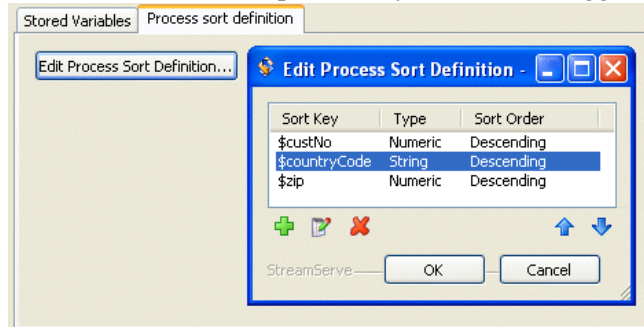 Stored Variables Process sort definition
Edit Process Sort Definition...
Edit Process Sort Definition -
Sort Key Type Sort Order
$custNo Numeric Descending
$countryCode String Descending
$zip Numeric Descending
StreamServe OK Cancel